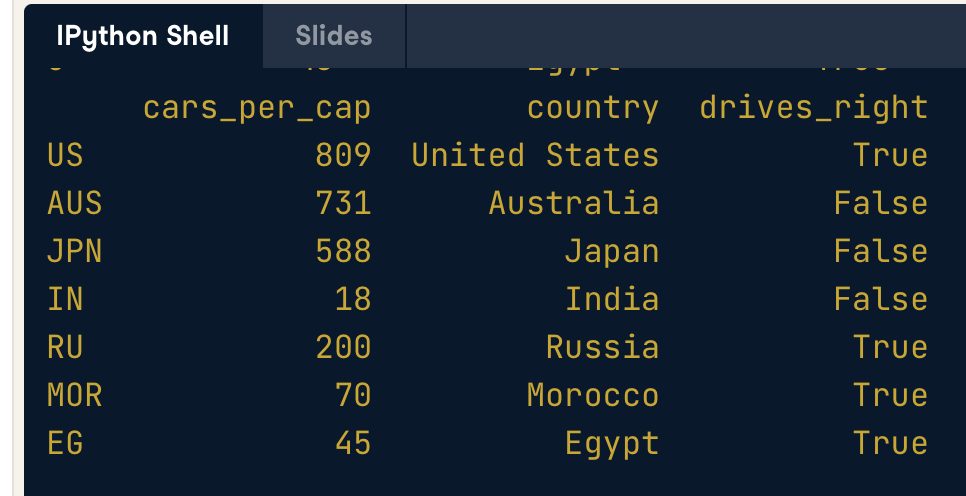 IPython Shell Slides
cars_per_cap country drives_right
US 809 United States True
AUS 731 Australia False
JPN 588 Japan False
IN 18 India False
RU 200 Russia True
MOR 70 Morocco True
EG 45 Egypt True